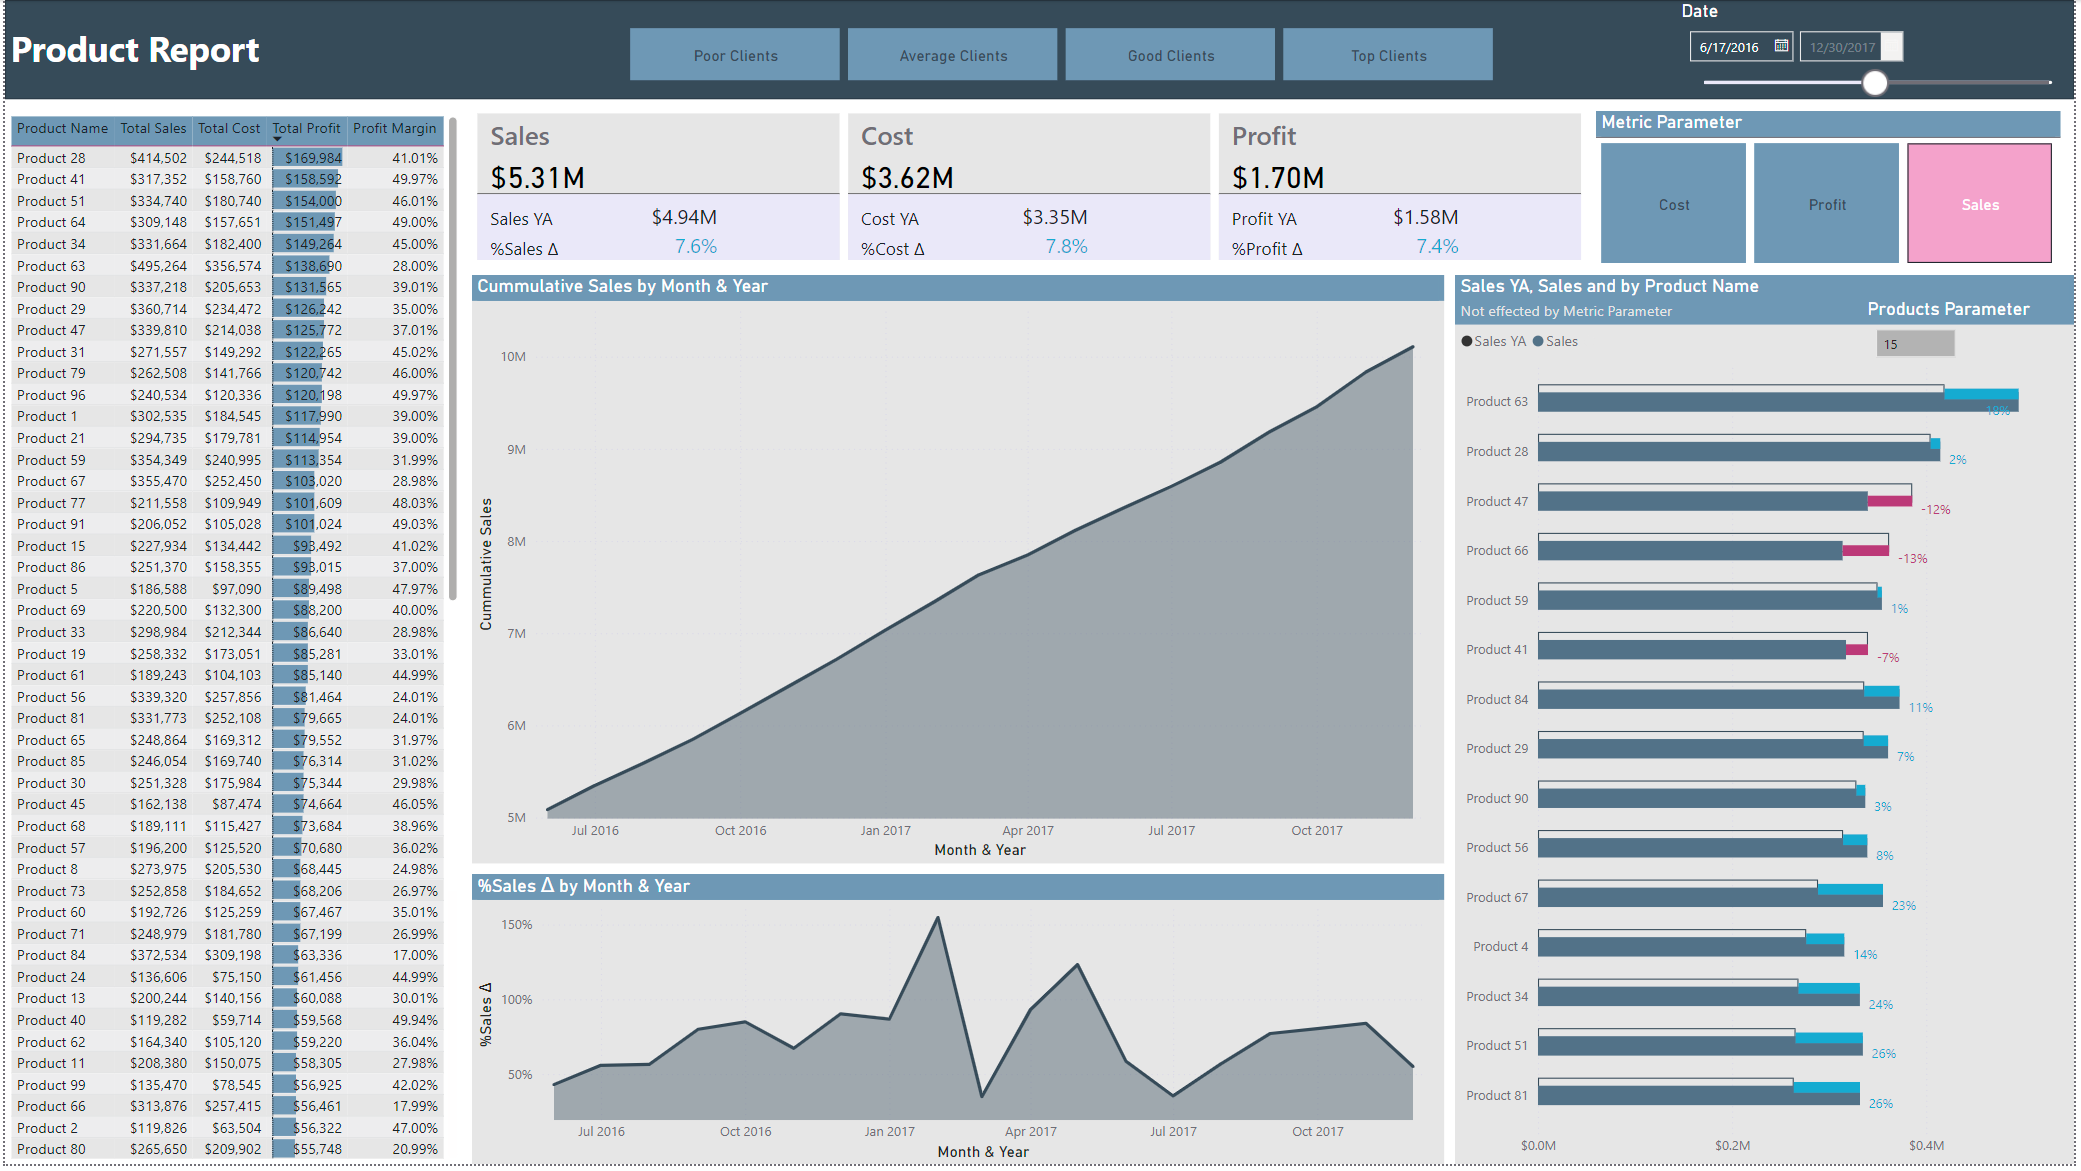 Product Report
Poor Clients
Average Clients
Good Clients
Top Clients
Date
6/17/2016 12/30/2017
Product Name Total Sales Total Cost Total Profit Profit Margin
Product 28 $414,502 $244,518 $169,984 41.01%
Product 41 $317,352 $158,760 $158,592 49.97%
Product 51 $334,740 $180,740 $154,000 46.01%
Product 64 $309,148 $157,651 $151,497 49.00%
Product 34 $331,664 $182,400 $149,264 45.00%
Product 63 $495,264 $356,574 $138,690 28.00%
Product 90 $337,218 $205,653 $131,565 39.01%
Product 29 $360,714 $234,472 $126,242 35.00%
Product 47 $339,810 $214,038 $125,772 37.01%
Product 31 $271,557 $149,292 $122,265 45.02%
Product 79 $262,508 $141,766 $120,742 46.00%
Product 96 $240,534 $120,336 $120,198 49.97%
Product 1 $302,535 $184,545 $117,990 39.00%
Product 21 $294,735 $179,781 $114,954 39.00%
Product 59 $354,349 $240,995 $113,354 31.99%
Product 67 $355,470 $252,450 $103,020 28.98%
Product 77 $211,558 $109,949 $101,609 48.03%
Product 91 $206,052 $105,028 $101,024 49.03%
Product 15 $227,934 $134,442 $93,492 41.02%
Product 86 $251,370 $158,355 $93,015 37.00%
Product 5 $186,588 $97,090 $89,498 47.97%
Product 69 $220,500 $132,300 $88,200 40.00%
Product 33 $298,984 $212,344 $86,640 28.98%
Product 19 $258,332 $173,051 $85,281 33.01%
Product 61 $189,243 $104,103 $85,140 44.99%
Product 56 $339,320 $257,856 $81,464 24.01%
Product 81 $331,773 $252,108 $79,665 24.01%
Product 65 $248,864 $169,312 $79,552 31.97%
Product 85 $246,054 $169,740 $76,314 31.02%
Product 30 $251,328 $175,984 $75,344 29.98%
Product 45 $162,138 $87,474 $74,664 46.05%
Product 68 $189,111 $115,427 $73,684 38.96%
Product 57 $196,200 $125,520 $70,680 36.02%
Product 8 $273,975 $205,530 $68,445 24.98%
Product 73 $252,858 $184,652 $68,206 26.97%
Product 60 $192,726 $125,259 $67,467 35.01%
Product 71 $248,979 $181,780 $67,199 26.99%
Product 84 $372,534 $309,198 $63,336 17.00%
Product 24 $136,606 $75,150 $61,456 44.99%
Product 13 $200,244 $140,156 $60,088 30.01%
Product 40 $119,282 $59,714 $59,568 49.94%
Product 62 $164,340 $105,120 $59,220 36.04%
Product 11 $208,380 $150,075 $58,305 27.98%
Product 99 $135,470 $78,545 $56,925 42.02%
Product 66 $313,876 $257,415 $56,461 17.99%
Product 2 $119,826 $63,504 $56,322 47.00%
Product 80 $265,650 $209,902 $55,748 20.99%
Sales
$5.31M
Sales YA $4.94M
%Sales Δ 7.6%
Cost
$3.62M
Cost YA $3.35M
%Cost Δ 7.8%
Profit
$1.70M
Profit YA $1.58M
%Profit Δ 7.4%
Metric Parameter
Cost
Profit
Sales
Cummulative Sales by Month & Year
Cummulative Sales
10M
9M
8M
7M
6M
5M
Jul 2016 Oct 2016 Jan 2017 Apr 2017 Jul 2017 Oct 2017
Month & Year
%Sales Δ by Month & Year
%Sales Δ
150%
100%
50%
Jul 2016 Oct 2016 Jan 2017 Apr 2017 Jul 2017 Oct 2017
Month & Year
Sales YA, Sales and by Product Name
Not effected by Metric Parameter
Products Parameter
15
Sales YA Sales
Product 63 18%
Product 28 2%
Product 47 -12%
Product 66 -13%
Product 59 1%
Product 41 -7%
Product 84 11%
Product 29 7%
Product 90 3%
Product 56 8%
Product 67 23%
Product 4 14%
Product 34 24%
Product 51 26%
Product 81 26%
$0.0M $0.2M $0.4M